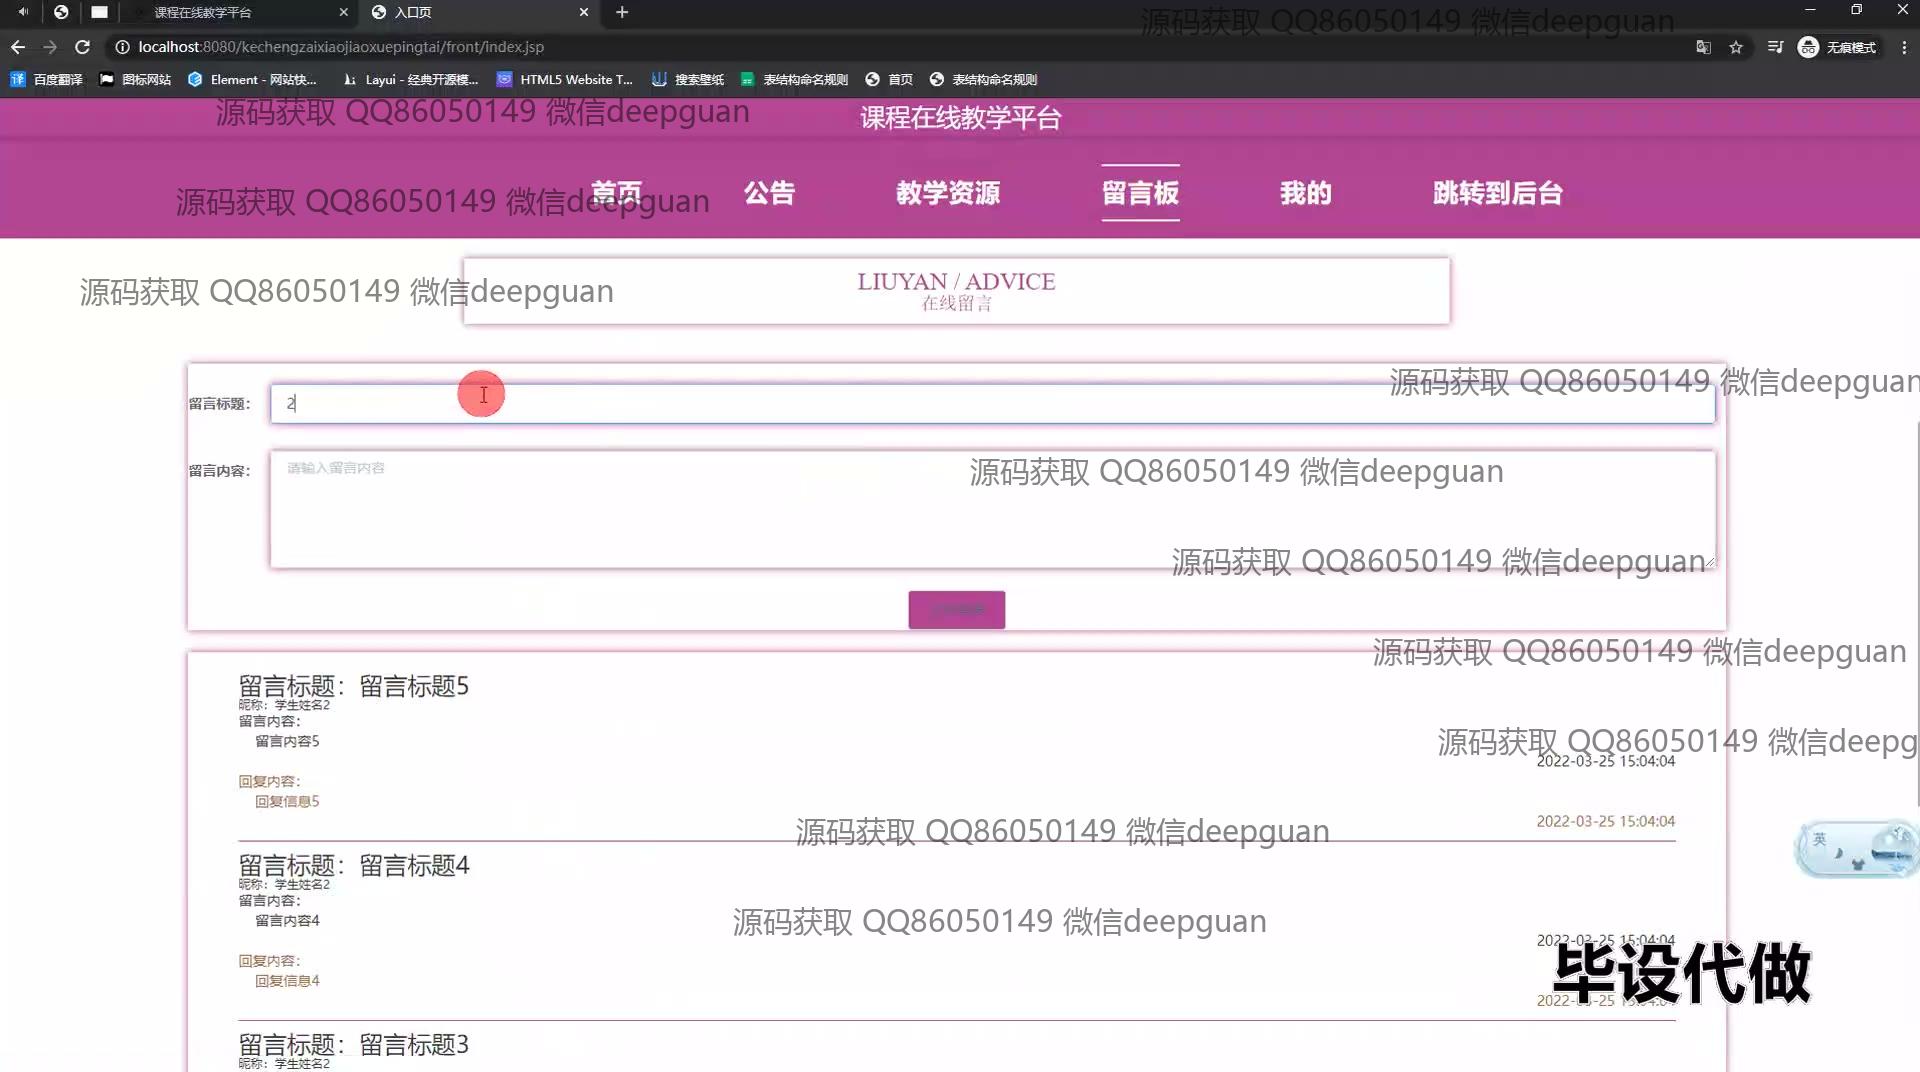 课程在线教学平台
入口页
localhost:8080/kechengzaixiaojiaoxuepingtai/front/index.jsp
无痕模式
百度翻译 图标网站 Element - 网站快... Layui - 经典开源模... HTML5 Website T... 搜索壁纸 表结构命名规则 首页 表结构命名规则
源码获取 QQ86050149 微信deepguan
源码获取 QQ86050149 微信deepguan
课程在线教学平台
首页 公告 教学资源 留言板 我的 跳转到后台
源码获取 QQ86050149 微信deepguan
源码获取 QQ86050149 微信deepguan
LIUYAN / ADVICE
在线留言
源码获取 QQ86050149 微信deepguan
留言标题： 2
留言内容： 请输入留言内容
源码获取 QQ86050149 微信deepguan
源码获取 QQ86050149 微信deepguan
源码获取 QQ86050149 微信deepguan
留言标题：留言标题5
昵称：学生姓名2
留言内容：
留言内容5
源码获取 QQ86050149 微信deepg
2022-03-25 15:04:04
回复内容：
回复信息5
2022-03-25 15:04:04
源码获取 QQ86050149 微信deepguan
英
留言标题：留言标题4
昵称：学生姓名2
留言内容：
留言内容4
源码获取 QQ86050149 微信deepguan
2022-03-25 15:04:04
回复内容：
回复信息4
毕设代做
2022-03-25 15:04:04
留言标题：留言标题3
昵称：学生姓名2